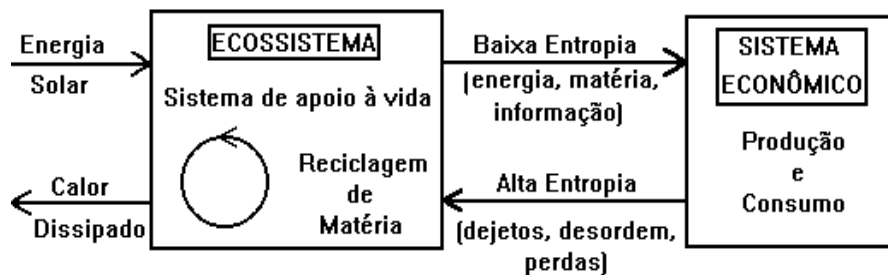 Energia
Solar
Calor
Dissipado
ECOSSISTEMA
Sistema de apoio à vida
Reciclagem
de
Matéria
Baixa Entropia
(energia, matéria,
informação)
Alta Entropia
(dejetos, desordem,
perdas)
SISTEMA
ECONÔMICO
Produção
e
Consumo